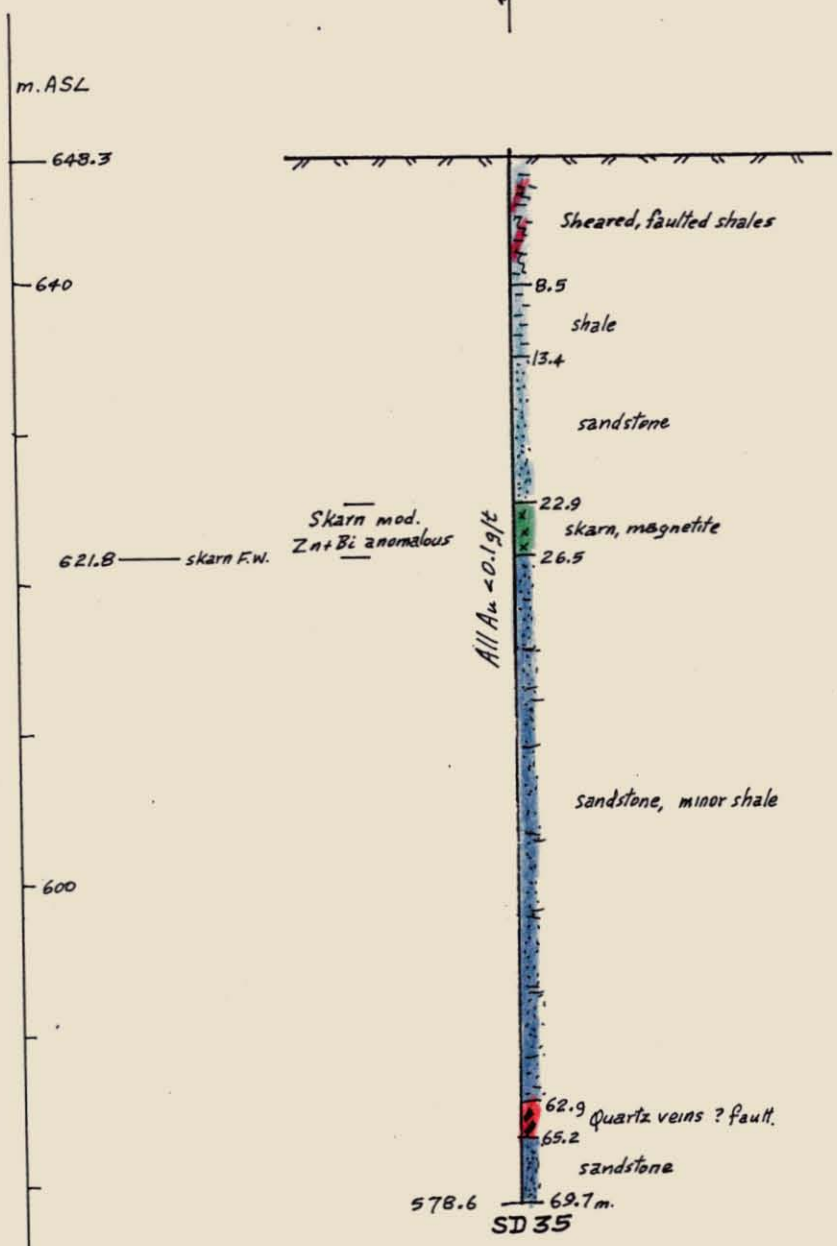 m. ASL
648.3
Sheared, faulted shales
640
8.5
shale
13.4
sandstone
22.9
Skarn mod.
Zn+Bi anomalous
skarn, magnetite
621.8
skarn F.W.
26.5
All Au <0.1g/t
sandstone, minor shale
600
62.9
Quartz veins ? fault.
65.2
sandstone
578.6
69.7m.
SD 35